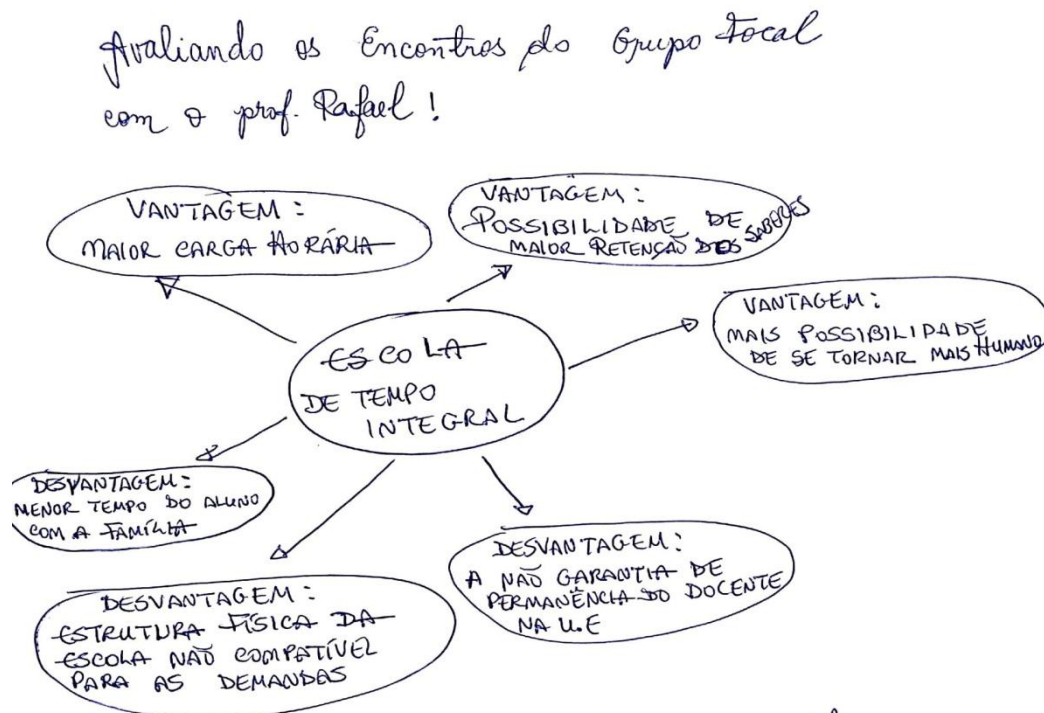 Avaliando os Encontros do Grupo Focal
com o prof. Rafael!
VANTAGEM:
MAIOR CARGA HORÁRIA
VANTAGEM:
POSSIBILIDADE DE
MAIOR RETENÇÃO DOS SABERES
VANTAGEM:
MAIS POSSIBILIDADE
DE SE TORNAR MAIS HUMANO
ESCOLA
DE TEMPO
INTEGRAL
DESVANTAGEM:
MENOR TEMPO DO ALUNO
COM A FAMÍLIA
DESVANTAGEM:
A NÃO GARANTIA DE
PERMANÊNCIA DO DOCENTE
NA U.E
DESVANTAGEM:
ESTRUTURA FÍSICA DA
ESCOLA NÃO COMPATÍVEL
PARA AS DEMANDAS